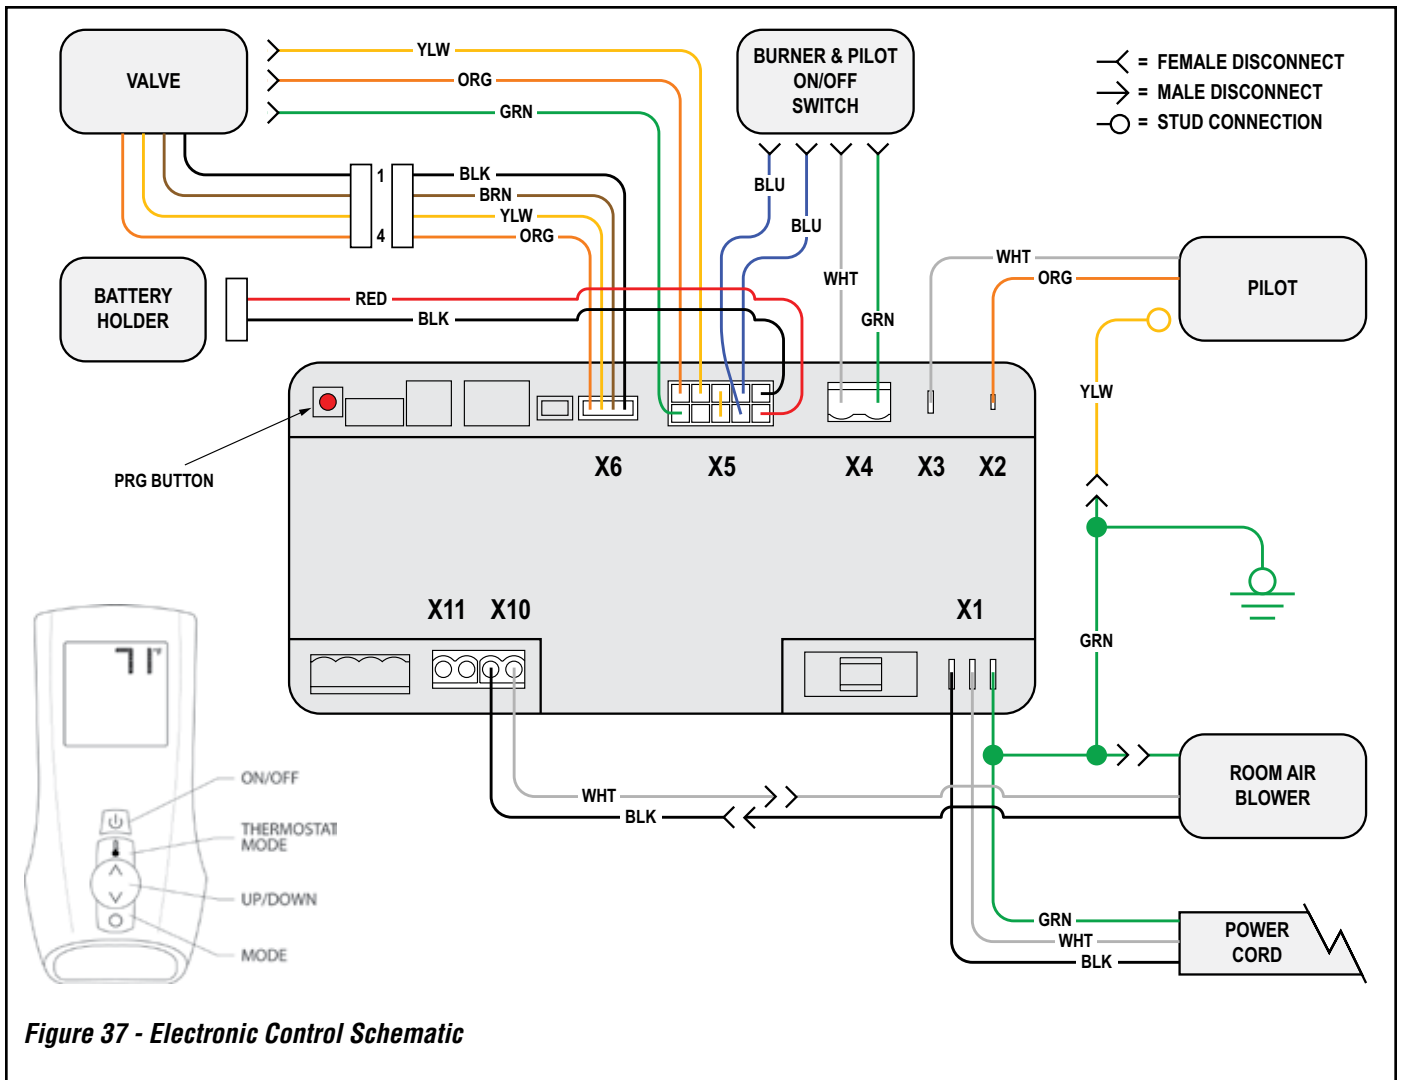 VALVE
YLW
ORG
GRN
BURNER & PILOT
ON/OFF
SWITCH
= FEMALE DISCONNECT
= MALE DISCONNECT
= STUD CONNECTION
1
4
BLK
BRN
YLW
ORG
BLU
BLU
WHT
GRN
BATTERY
HOLDER
RED
BLK
WHT
ORG
PILOT
YLW
PRG BUTTON
X6
X5
X4
X3
X2
X11
X10
X1
GRN
71°F
ON/OFF
THERMOSTAT
MODE
UP/DOWN
MODE
WHT
BLK
ROOM AIR
BLOWER
GRN
WHT
BLK
POWER
CORD
Figure 37 - Electronic Control Schematic